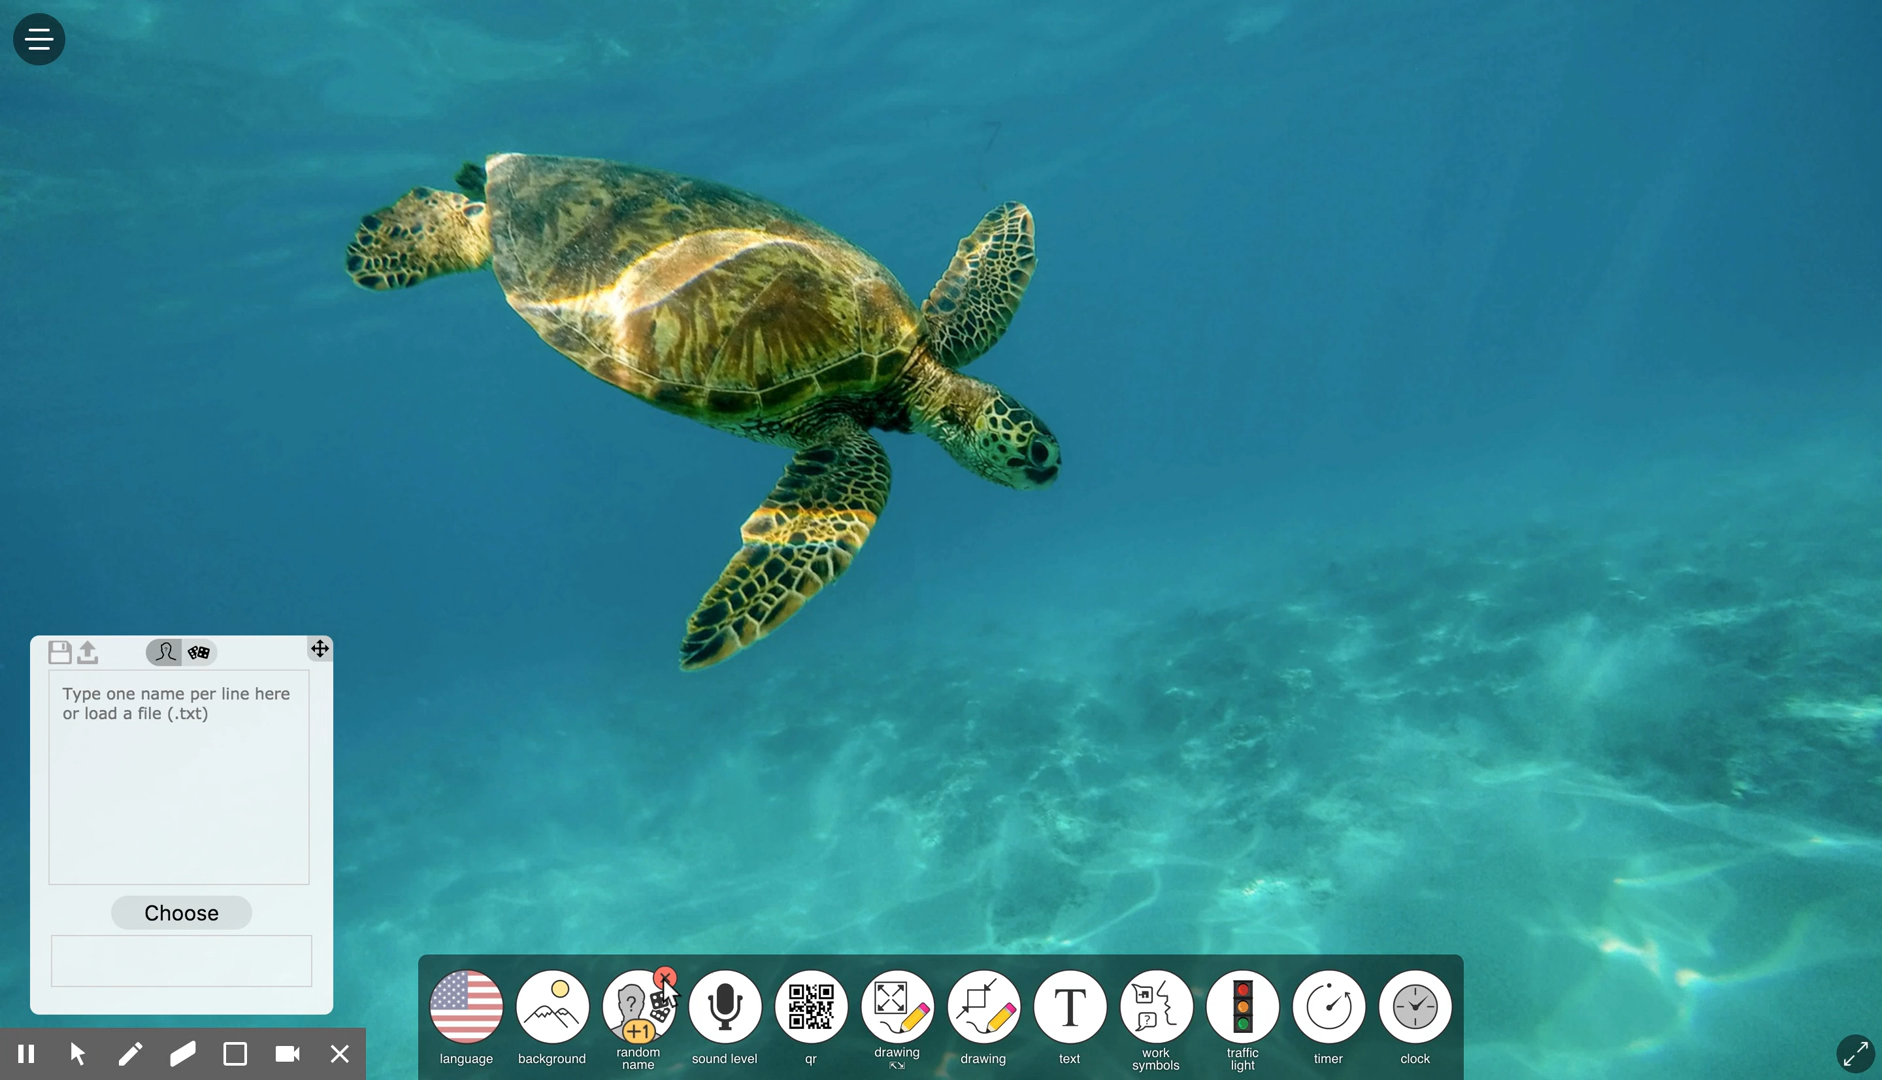 Type one name per line here
or load a file (.txt)
Choose
+1
language
background
random
name
sound level
qr
drawing
drawing
T
text
work
symbols
traffic
light
timer
clock